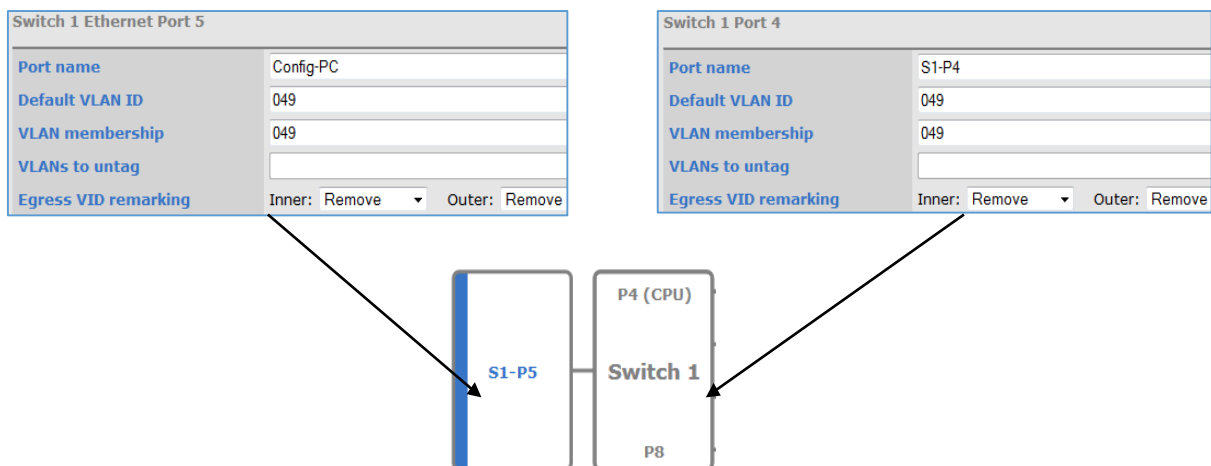 Switch 1 Ethernet Port 5
Port name Config-PC
Default VLAN ID 049
VLAN membership 049
VLANs to untag
Egress VID remarking Inner: Remove Outer: Remove
Switch 1 Port 4
Port name S1-P4
Default VLAN ID 049
VLAN membership 049
VLANs to untag
Egress VID remarking Inner: Remove Outer: Remove
P4 (CPU)
S1-P5
Switch 1
P8